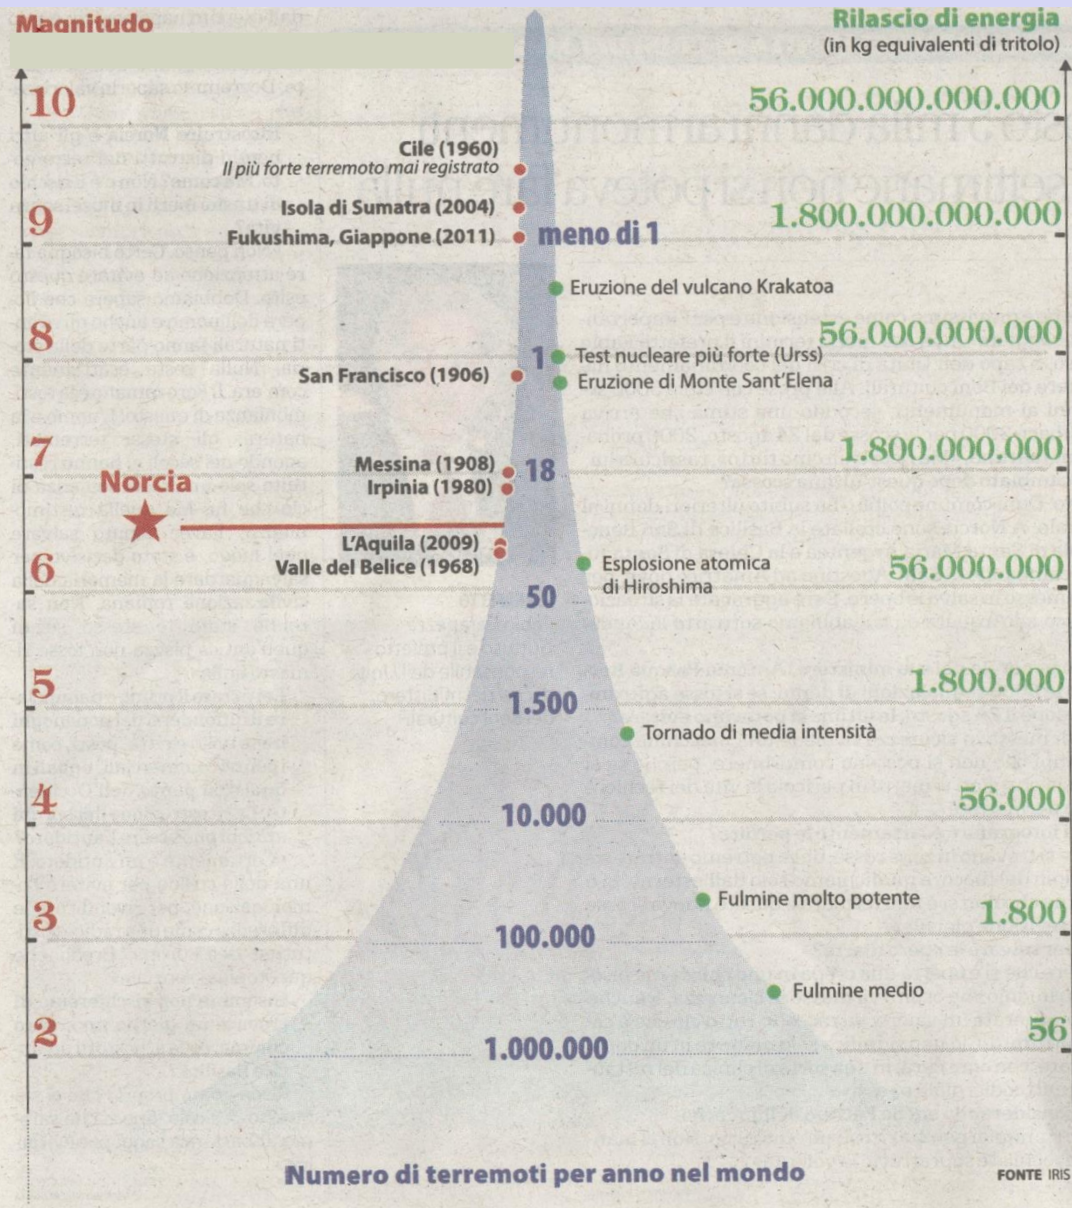 Magnitudo
Rilascio di energia
(in kg equivalenti di tritolo)
10
56.000.000.000.000
Cile (1960)
Il più forte terremoto mai registrato
Isola di Sumatra (2004)
9
1.800.000.000.000
Fukushima, Giappone (2011)
meno di 1
Eruzione del vulcano Krakatoa
8
56.000.000.000
1
Test nucleare più forte (Urss)
San Francisco (1906)
Eruzione di Monte Sant'Elena
7
1.800.000.000
Messina (1908)
18
Irpinia (1980)
Norcia
L'Aquila (2009)
Valle del Belice (1968)
6
Esplosione atomica
di Hiroshima
56.000.000
50
5
1.800.000
1.500
Tornado di media intensità
4
56.000
10.000
Fulmine molto potente
3
1.800
100.000
Fulmine medio
2
56
1.000.000
Numero di terremoti per anno nel mondo
FONTE IRIS